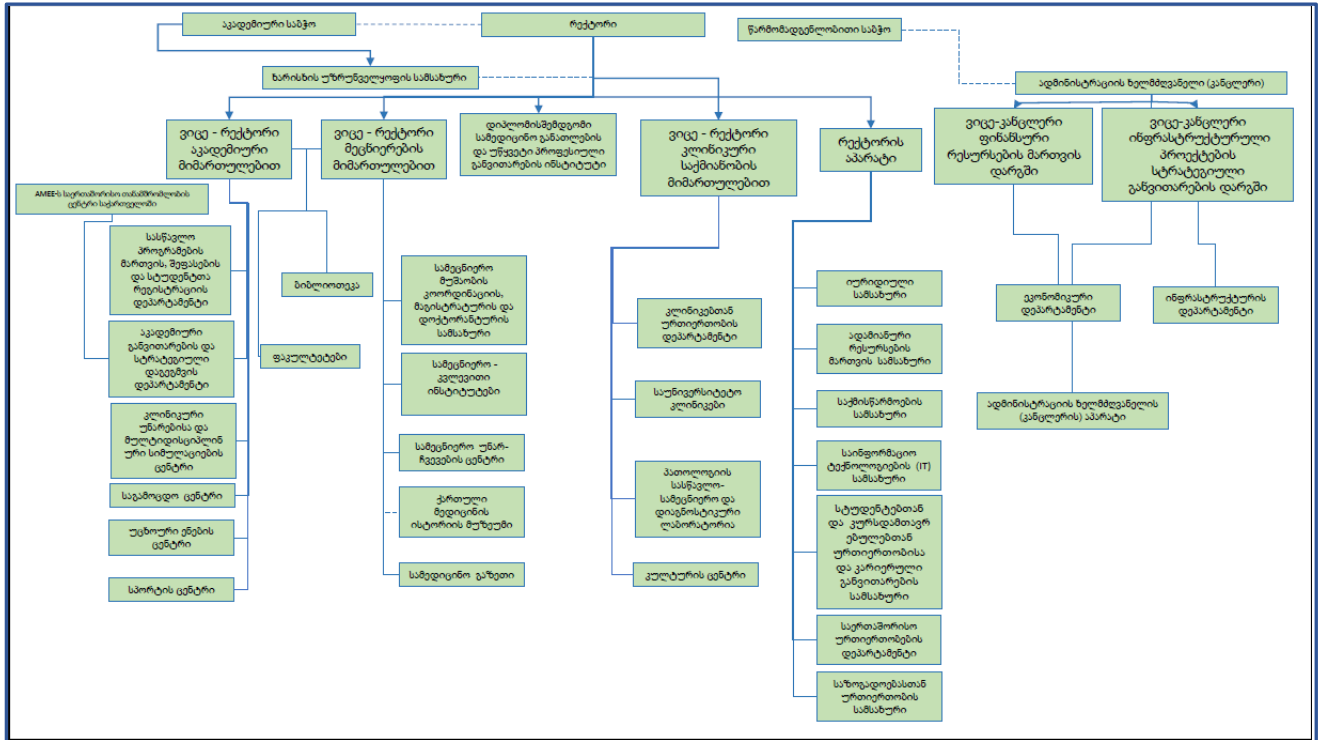 აკადემიური საბჭო
რექტორი
წარმომადგენლობითი საბჭო
ხარისხის უზრუნველყოფის სამსახური
ადმინისტრაციის ხელმძღვანელი (კანცლერი)
ვიცე - რექტორი
აკადემიური
მიმართულებით
ვიცე - რექტორი
მეცნიერების
მიმართულებით
დიპლომისშემდგომი
სამედიცინო განათლების
და უწყვეტი პროფესიული
განვითარების ინსტიტუტი
ვიცე - რექტორი
კლინიკური
საქმიანობის
მიმართულებით
რექტორის
აპარატი
ვიცე-კანცლერი
ფინანსური
რესურსების მართვის
დარგში
ვიცე-კანცლერი
ინფრასტრუქტურული
პროექტების
სტრატეგიული
განვითარების დარგში
AMEE-ს საერთაშორისო თანამშრომლობის
ცენტრი საქართველოში
სასწავლო
პროგრამების
მართვის, შეფასების
და სტუდენტთა
რეგისტრაციის
დეპარტამენტი
აკადემიური
განვითარების და
სტრატეგიული
დაგეგმვის
დეპარტამენტი
კლინიკური
უნარებისა და
მულტიდისციპლინ
ური სიმულაციების
ცენტრი
საგამოცდო ცენტრი
უცხოური ენების
ცენტრი
სპორტის ცენტრი
ბიბლიოთეკა
ფაკულტეტები
სამეცნიერო
მუშაობის
კოორდინაციის,
მაგისტრატურის და
დოქტორანტურის
სამსახური
სამეცნიერო -
კვლევითი
ინსტიტუტები
სამეცნიერო უნარ-
ჩვევების ცენტრი
ქართული
მედიცინის
ისტორიის მუზეუმი
სამედიცინო გაზეთი
კლინიკებთან
ურთიერთობის
დეპარტამენტი
საუნივერსიტეტო
კლინიკები
პათოლოგიის
სასწავლო-
სამეცნიერო და
დიაგნოსტიკური
ლაბორატორია
კულტურის ცენტრი
იურიდიული
სამსახური
ადამიანური
რესურსების
მართვის სამსახური
საქმისწარმოების
სამსახური
საინფორმაციო
ტექნოლოგიების (IT)
სამსახური
სტუდენტებთან
და კურსდამთავრ
ებულებთან
ურთიერთობისა
და კარიერული
განვითარების
სამსახური
საერთაშორისო
ურთიერთობების
დეპარტამენტი
საზოგადოებასთან
ურთიერთობის
სამსახური
ეკონომიკური
დეპარტამენტი
ინფრასტრუქტურის
დეპარტამენტი
ადმინისტრაციის ხელმძღვანელის
(კანცლერის) აპარატი